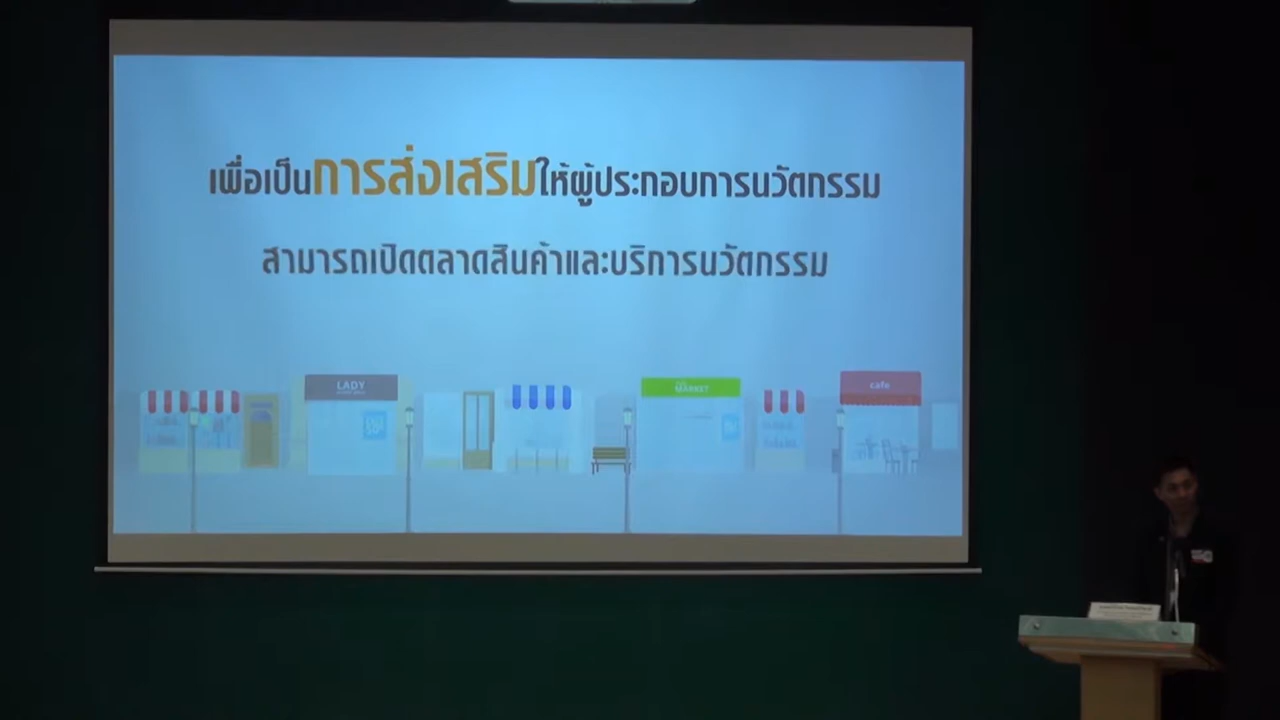 เพื่อเป็นการส่งเสริมให้ผู้ประกอบการนวัตกรรม
สามารถเปิดตลาดสินค้าและบริการนวัตกรรม
LADY
MARKET
cafe